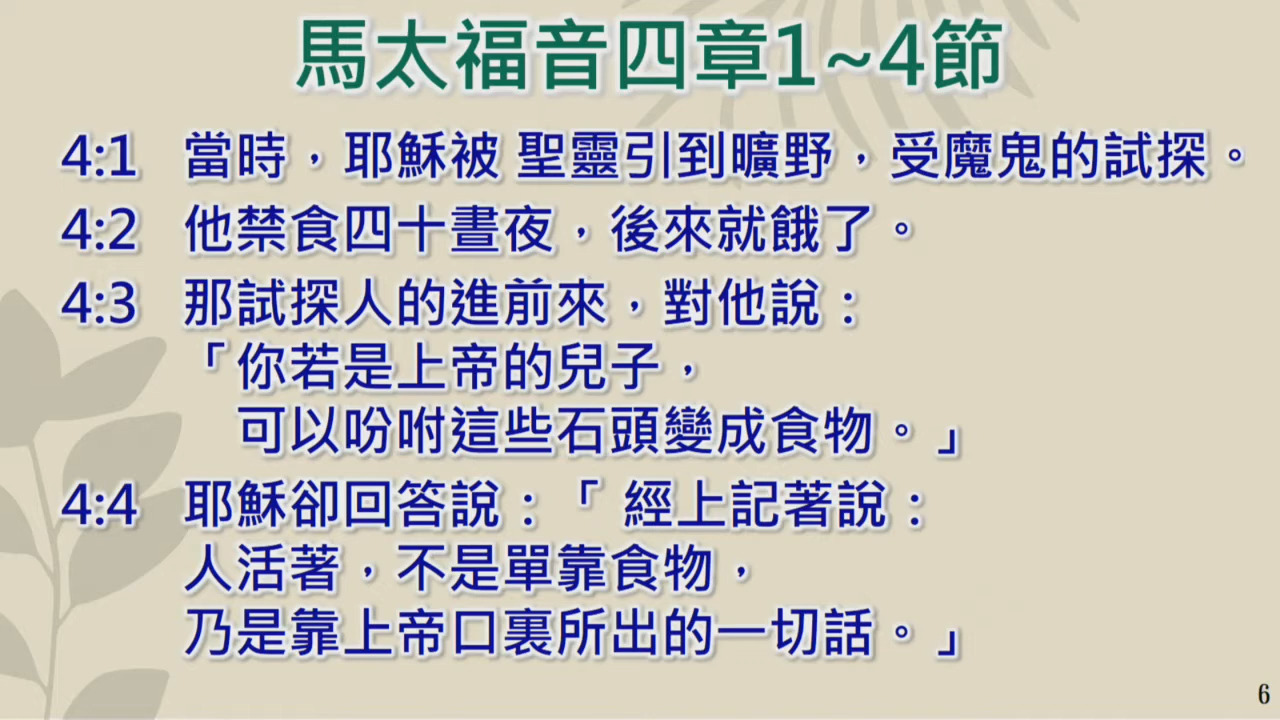 馬太福音四章1~4節
4:1 當時，耶穌被 聖靈引到曠野，受魔鬼的試探。
4:2 他禁食四十晝夜，後來就餓了。
4:3 那試探人的進前來，對他說：
「你若是上帝的兒子，
可以吩咐這些石頭變成食物。」
4:4 耶穌卻回答說：「 經上記著說：
人活著，不是單靠食物，
乃是靠上帝口裏所出的一切話。」
6